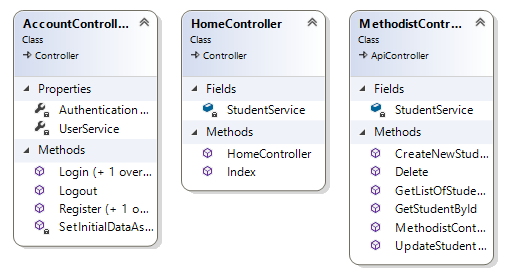 AccountControll...
Class
Controller
Properties
Authentication ...
UserService
Methods
Login (+ 1 over...
Logout
Register (+ 1 o...
SetInitialDataAs...
HomeController
Class
Controller
Fields
StudentService
Methods
HomeController
Index
MethodistContr...
Class
ApiController
Fields
StudentService
Methods
CreateNewStud...
Delete
GetListOfStude...
GetStudentById
MethodistCont...
UpdateStudent